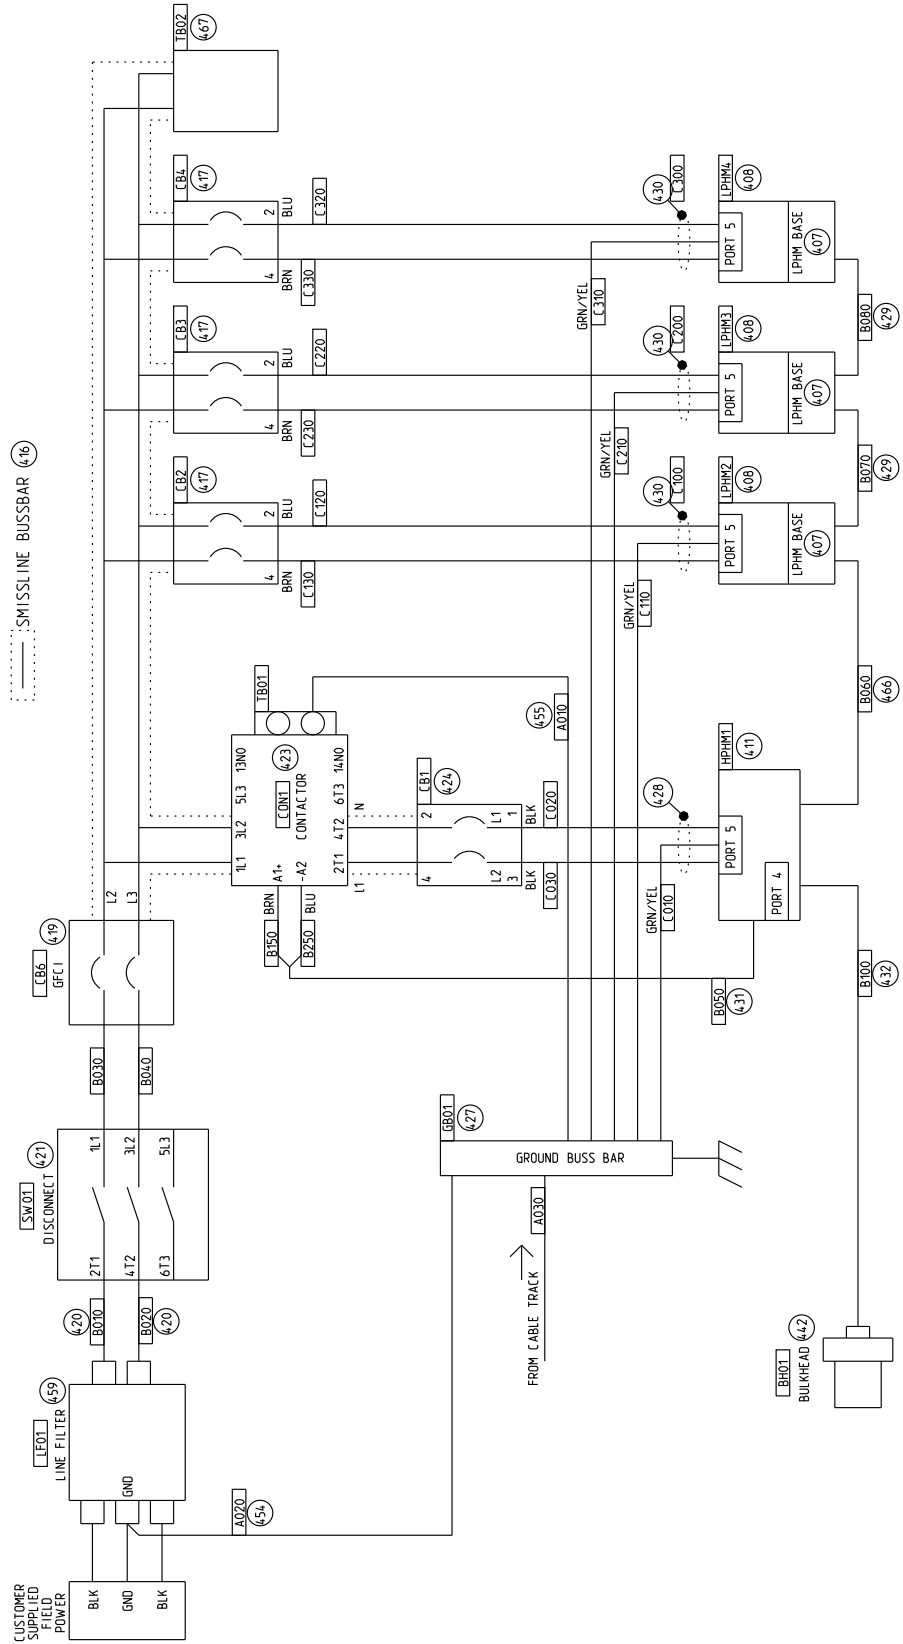 CUSTOMER
SUPPLIED
FIELD
POWER
BLK
GND
BLK
LF01
LINE FILTER
459
GND
A020
454
420
B010
B020
420
SW01
DISCONNECT
421
2T1
4T2
6T3
1L1
3L2
5L3
B030
B040
CB6
GFCI
419
L2
L3
SMISSLINE BUSSBAR
416
1L1
3L2
5L3
13NO
A1+
-A2
CON1
CONTACTOR
423
2T1
4T2
6T3
14NO
TB01
BRN
BLU
B150
B250
L1
N
CB1
424
4
2
L2
L1
3
1
BLK
BLK
C030
C020
455
A010
428
GRN/YEL
C010
HPHM1
411
PORT 5
PORT 4
B050
431
B100
432
B060
466
CB2
417
4
2
BRN
BLU
C130
C120
GRN/YEL
C110
430
C100
LPHM2
408
PORT 5
LPHM BASE
407
B070
429
CB3
417
4
2
BRN
BLU
C230
C220
GRN/YEL
C210
430
C200
LPHM3
408
PORT 5
LPHM BASE
407
B080
429
CB4
417
4
2
BRN
BLU
C330
C320
GRN/YEL
C310
430
C300
LPHM4
408
PORT 5
LPHM BASE
407
TB02
467
GB01
427
GROUND BUSS BAR
A030
FROM CABLE TRACK
BH01
BULKHEAD
442